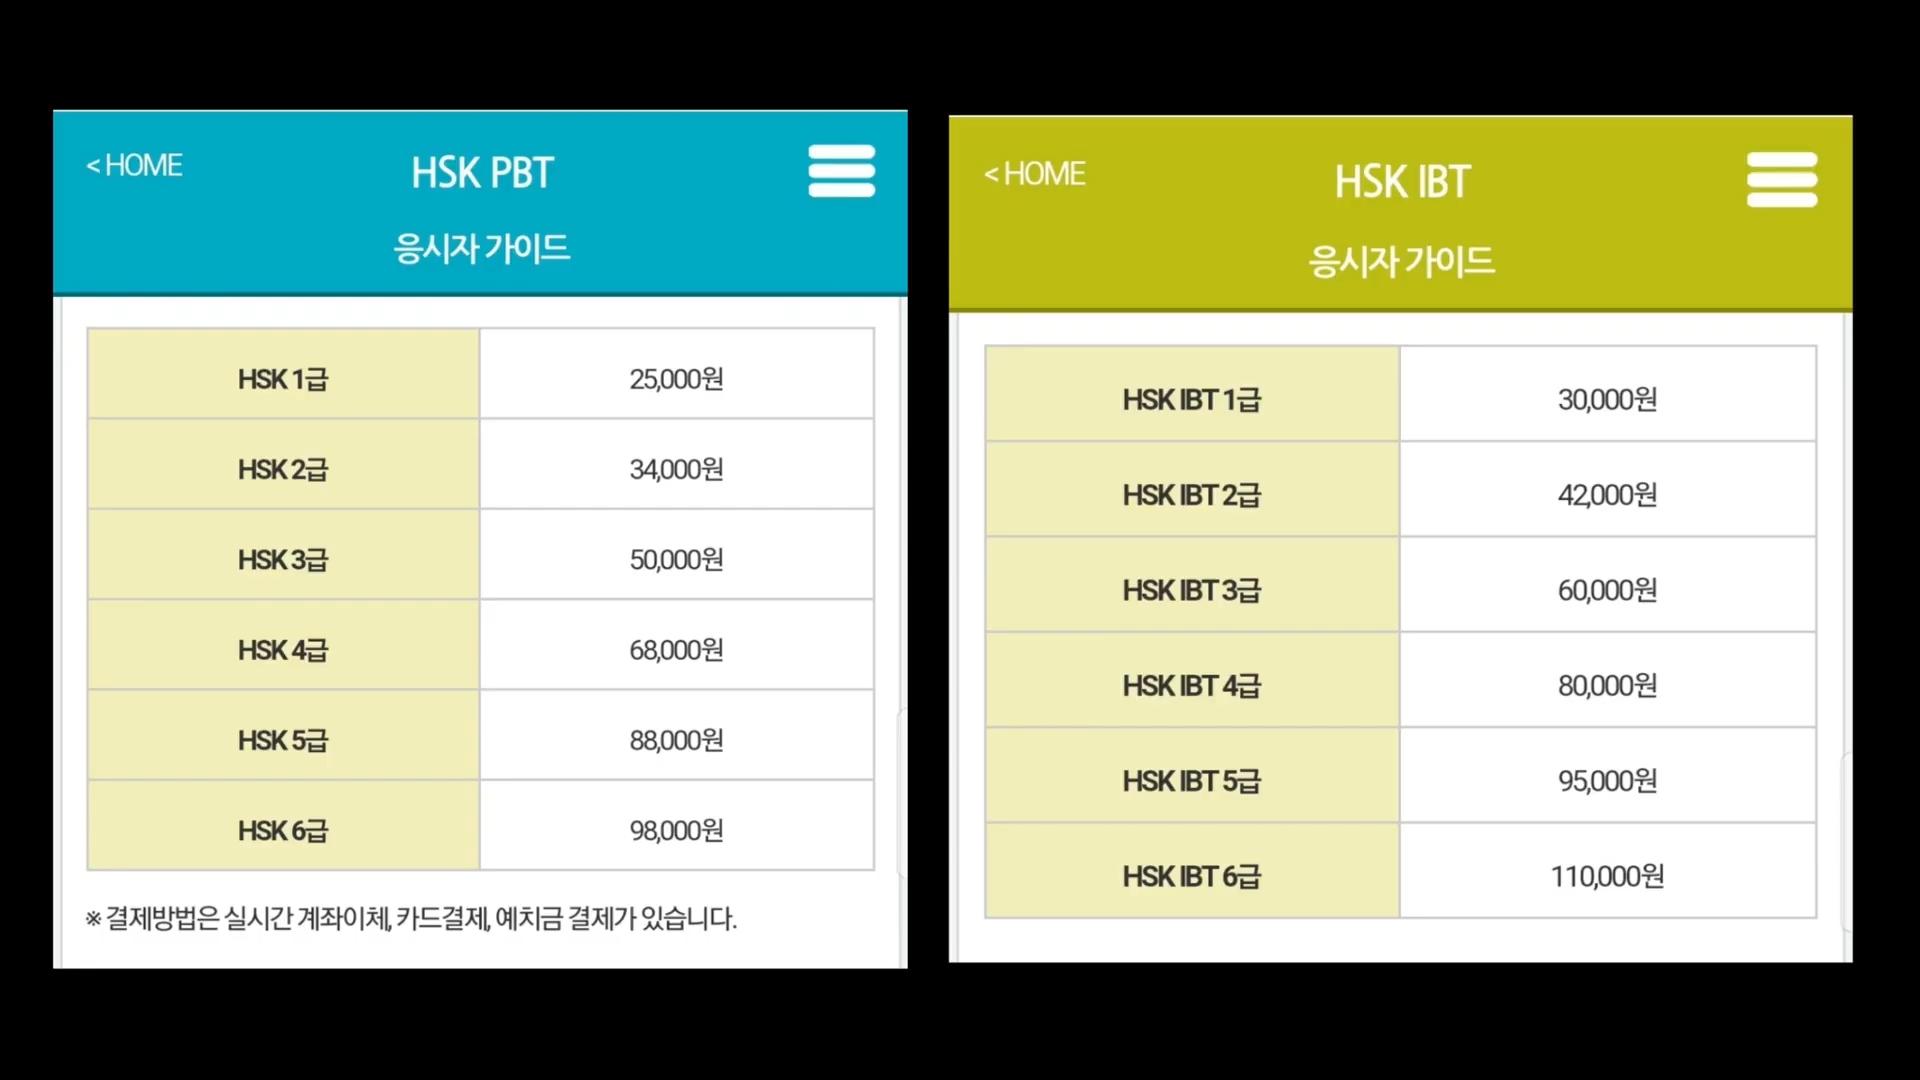 < HOME
HSK PBT
응시자 가이드
HSK 1급 25,000원
HSK 2급 34,000원
HSK 3급 50,000원
HSK 4급 68,000원
HSK 5급 88,000원
HSK 6급 98,000원
※ 결제방법은 실시간 계좌이체, 카드결제, 예치금 결제가 있습니다.
< HOME
HSK IBT
응시자 가이드
HSK IBT 1급 30,000원
HSK IBT 2급 42,000원
HSK IBT 3급 60,000원
HSK IBT 4급 80,000원
HSK IBT 5급 95,000원
HSK IBT 6급 110,000원